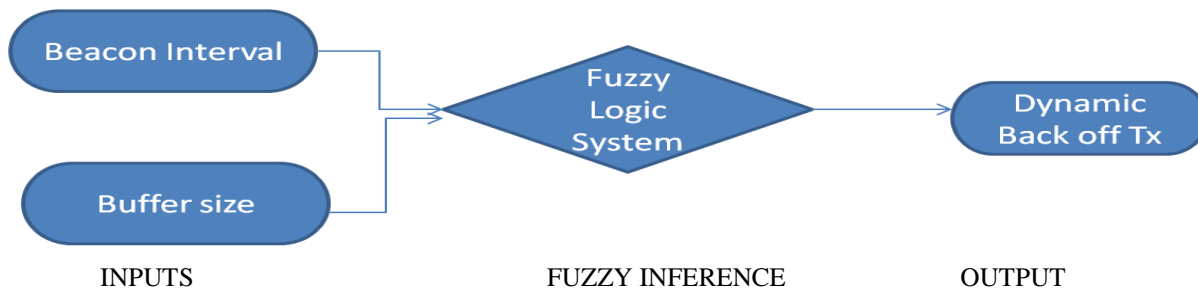 Beacon Interval
Buffer size
Fuzzy
Logic
System
Dynamic
Back off Tx
INPUTS
FUZZY INFERENCE
OUTPUT